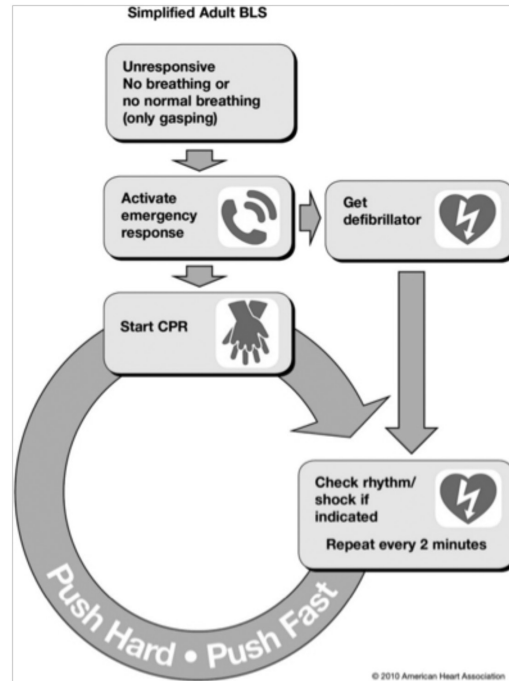 Simplified Adult BLS
Unresponsive
No breathing or
no normal breathing
(only gasping)
Activate
emergency
response
Get
defibrillator
Start CPR
Check rhythm/
shock if
indicated
Repeat every 2 minutes
Push Hard • Push Fast
© 2010 American Heart Association